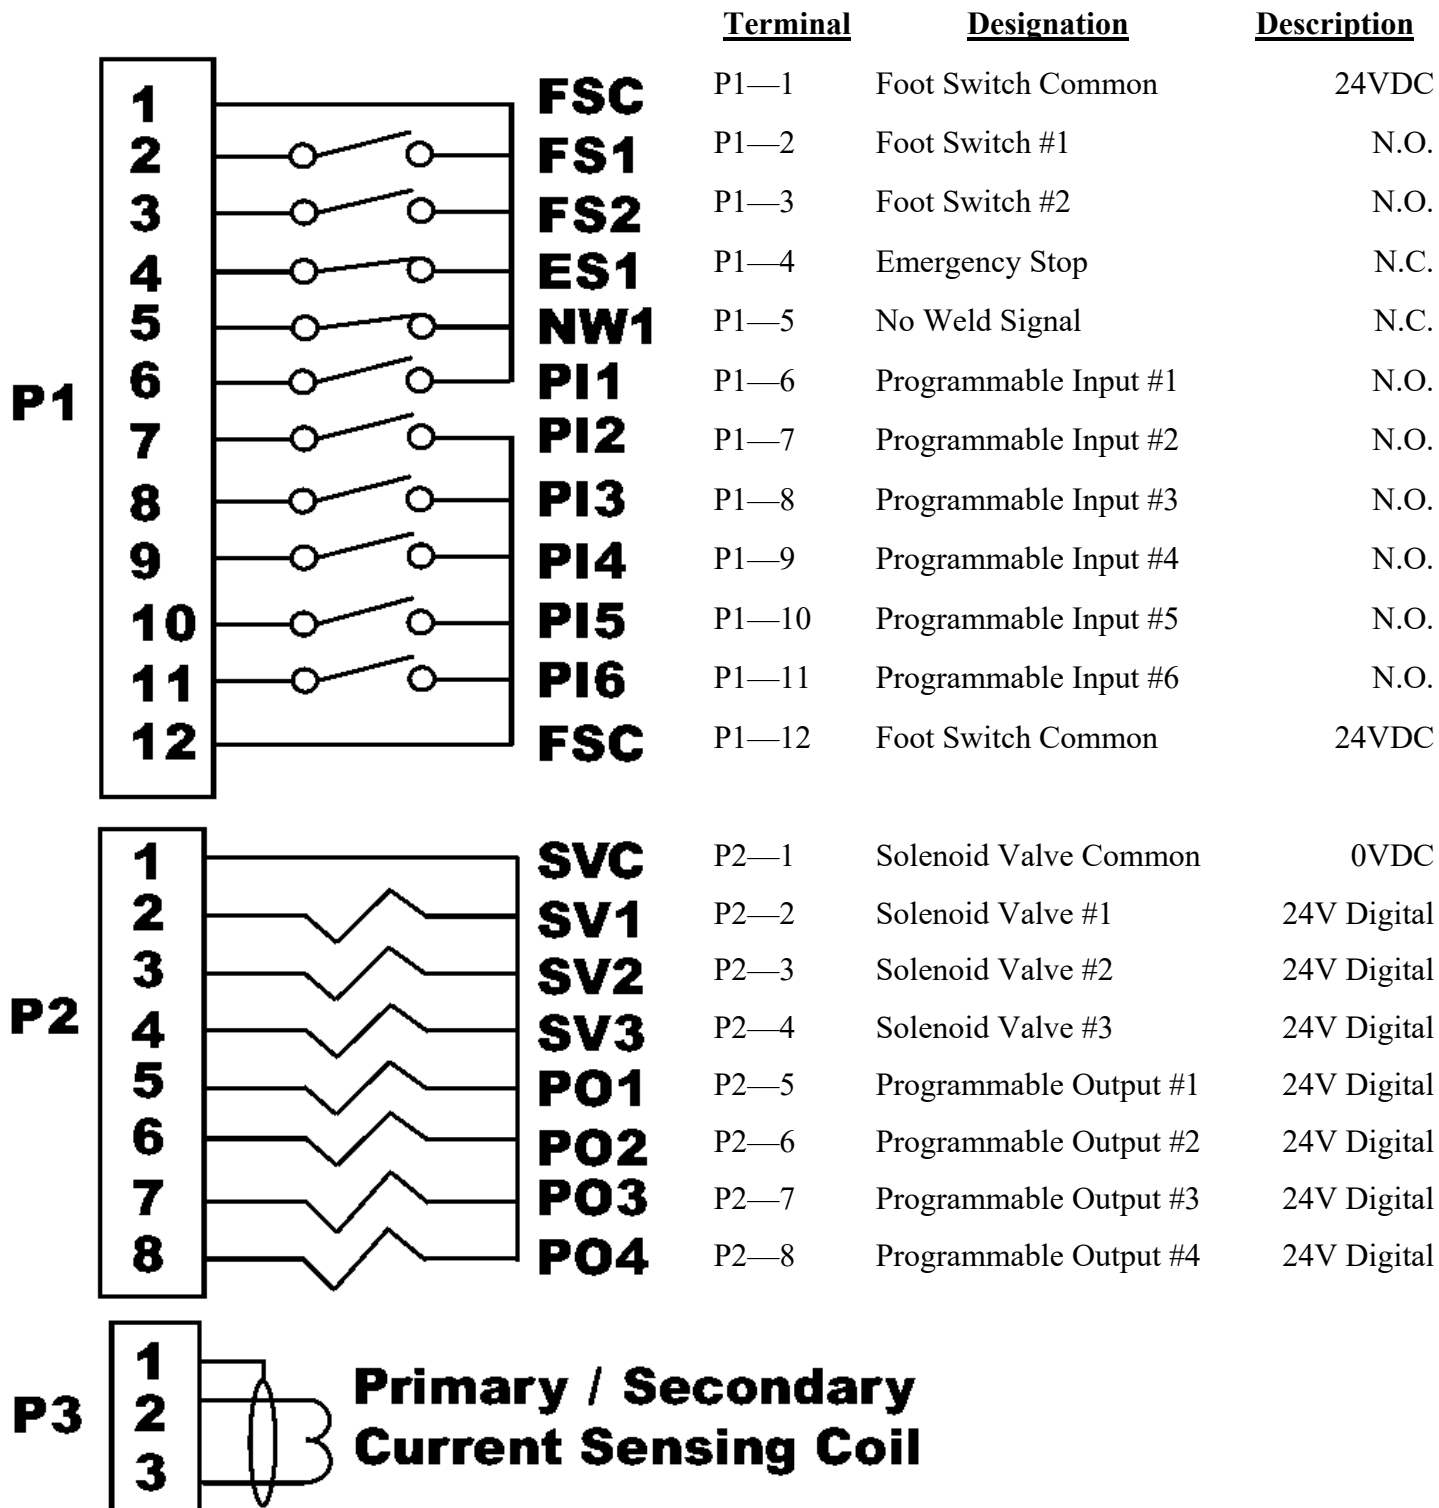 Terminal Designation Description
1 FSC P1—1 Foot Switch Common 24VDC
2 FS1 P1—2 Foot Switch #1 N.O.
3 FS2 P1—3 Foot Switch #2 N.O.
4 ES1 P1—4 Emergency Stop N.C.
5 NW1 P1—5 No Weld Signal N.C.
6 PI1 P1—6 Programmable Input #1 N.O.
P1
7 PI2 P1—7 Programmable Input #2 N.O.
8 PI3 P1—8 Programmable Input #3 N.O.
9 PI4 P1—9 Programmable Input #4 N.O.
10 PI5 P1—10 Programmable Input #5 N.O.
11 PI6 P1—11 Programmable Input #6 N.O.
12 FSC P1—12 Foot Switch Common 24VDC
1 SVC P2—1 Solenoid Valve Common 0VDC
2 SV1 P2—2 Solenoid Valve #1 24V Digital
3 SV2 P2—3 Solenoid Valve #2 24V Digital
P2
4 SV3 P2—4 Solenoid Valve #3 24V Digital
5 PO1 P2—5 Programmable Output #1 24V Digital
6 PO2 P2—6 Programmable Output #2 24V Digital
7 PO3 P2—7 Programmable Output #3 24V Digital
8 PO4 P2—8 Programmable Output #4 24V Digital
1
Primary / Secondary
P3 2
Current Sensing Coil
3